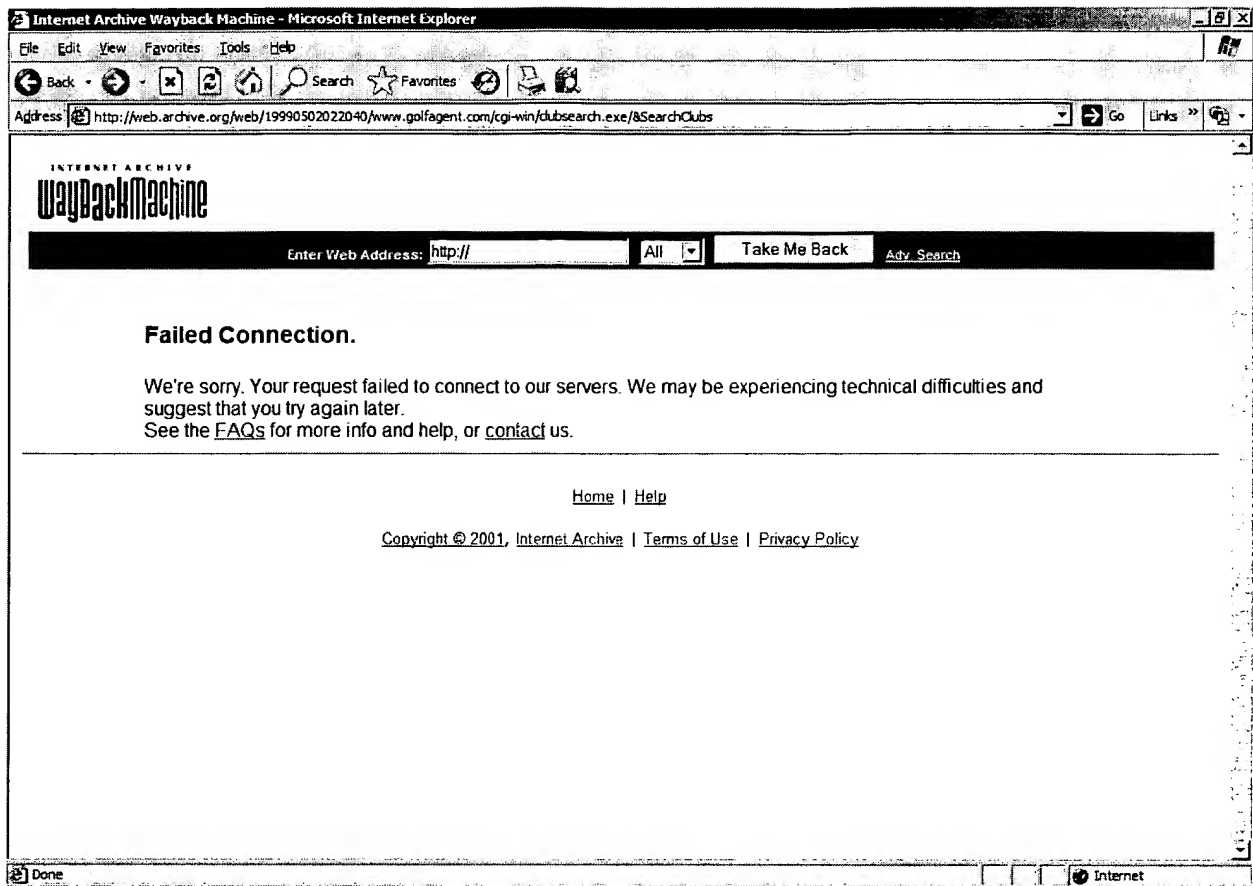 Internet Archive Wayback Machine - Microsoft Internet Explorer
File Edit View Favorites Tools Help
Back Search Favorites
Address http://web.archive.org/web/19990502022040/www.golfagent.com/cgi-win/clubsearch.exe/&SearchClubs Go Links »
INTERNET ARCHIVE
WayBackMachine
Enter Web Address: http:// All Take Me Back Adv. Search
Failed Connection.
We're sorry. Your request failed to connect to our servers. We may be experiencing technical difficulties and
suggest that you try again later.
See the FAQs for more info and help, or contact us.
Home | Help
Copyright © 2001, Internet Archive | Terms of Use | Privacy Policy
Done Internet